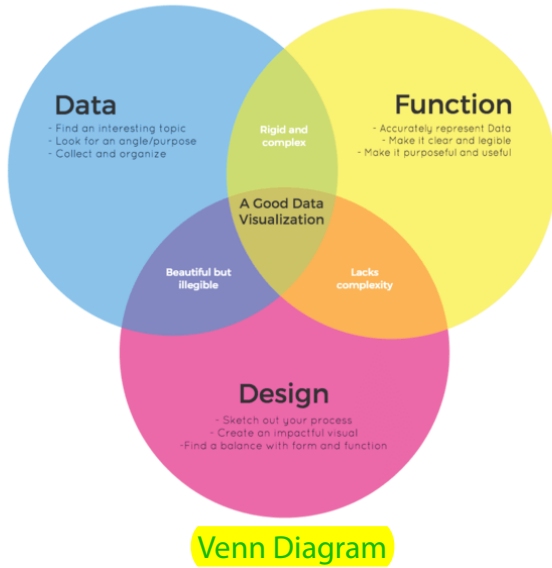 Data
- Find an interesting topic
- Look for an angle/purpose
- Collect and organize
Function
- Accurately represent Data
- Make it clear and legible
- Make it purposeful and useful
Rigid and
complex
A Good Data
Visualization
Beautiful but
illegible
Lacks
complexity
Design
- Sketch out your process
- Create an impactful visual
-Find a balance with form and function
Venn Diagram